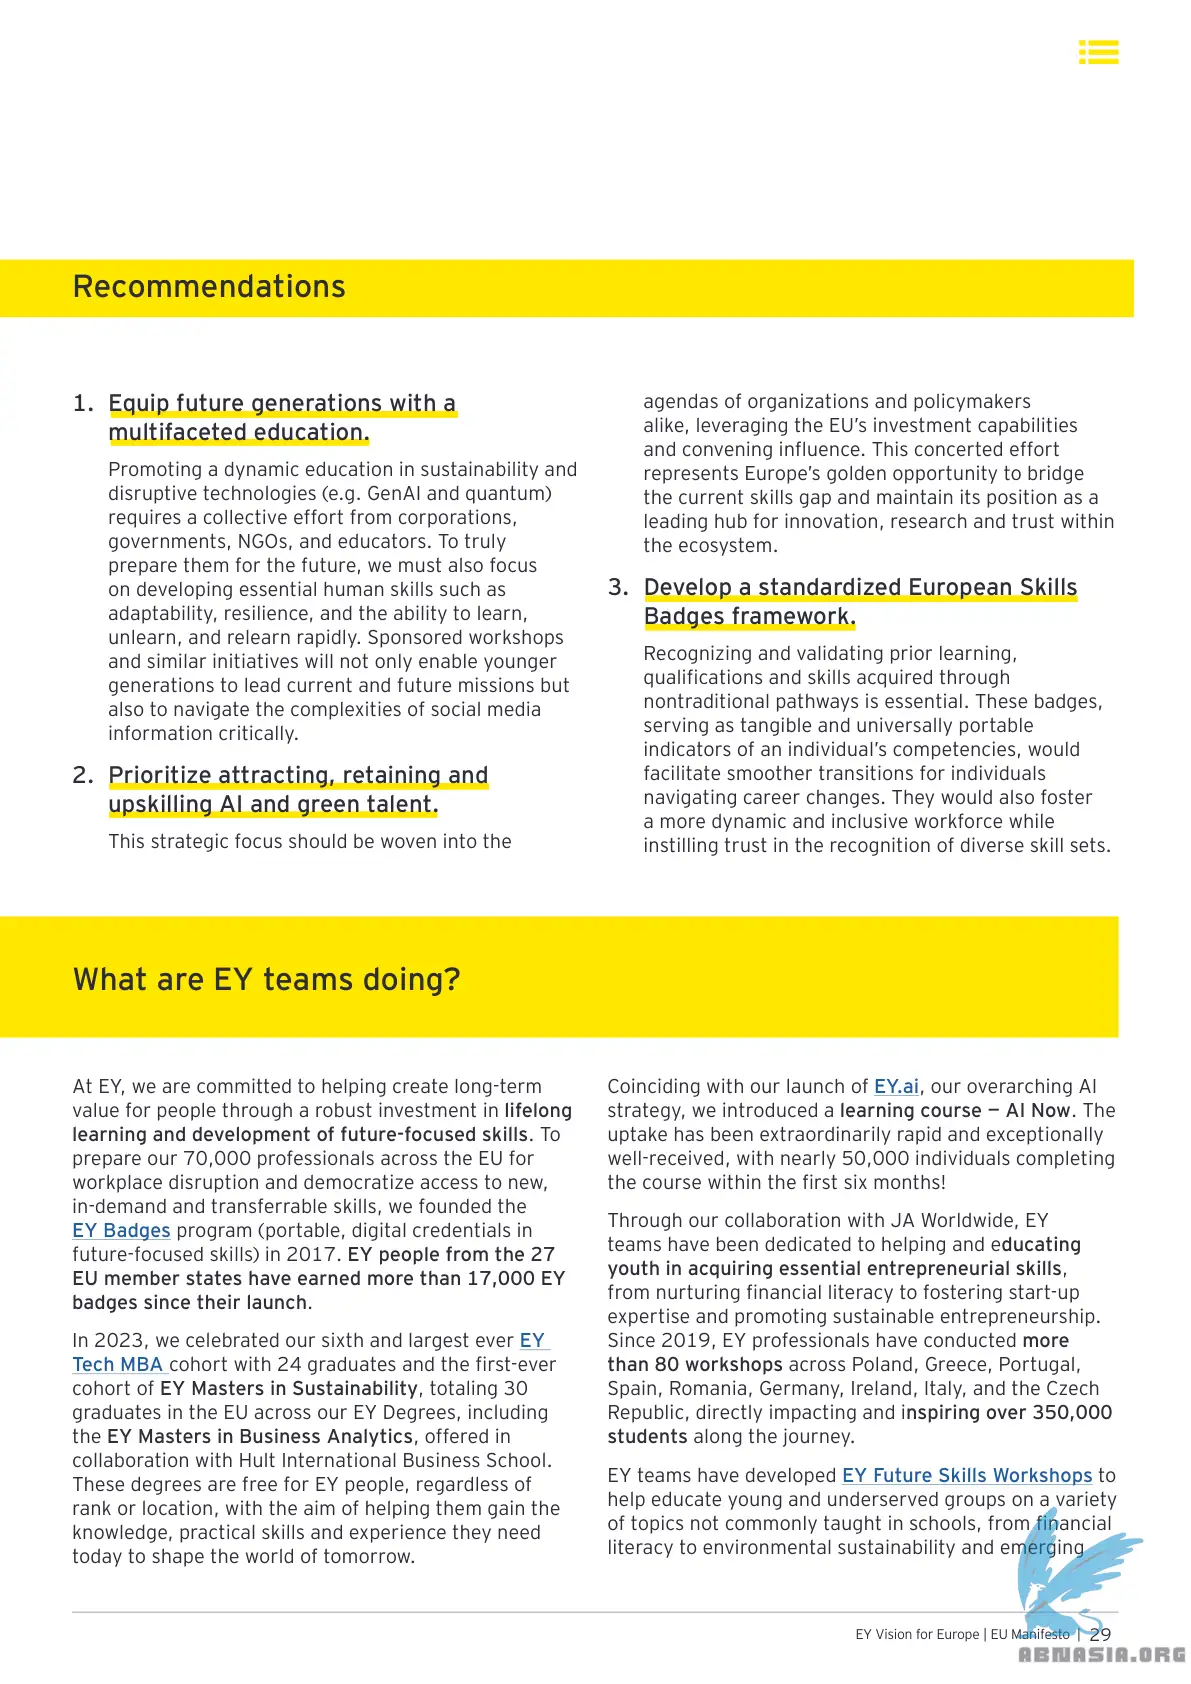 Recommendations
1. Equip future generations with a
multifaceted education.
Promoting a dynamic education in sustainability and
disruptive technologies (e.g. GenAI and quantum)
requires a collective effort from corporations,
governments, NGOs, and educators. To truly
prepare them for the future, we must also focus
on developing essential human skills such as
adaptability, resilience, and the ability to learn,
unlearn, and relearn rapidly. Sponsored workshops
and similar initiatives will not only enable younger
generations to lead current and future missions but
also to navigate the complexities of social media
information critically.
2. Prioritize attracting, retaining and
upskilling AI and green talent.
This strategic focus should be woven into the
agendas of organizations and policymakers
alike, leveraging the EU’s investment capabilities
and convening influence. This concerted effort
represents Europe’s golden opportunity to bridge
the current skills gap and maintain its position as a
leading hub for innovation, research and trust within
the ecosystem.
3. Develop a standardized European Skills
Badges framework.
Recognizing and validating prior learning,
qualifications and skills acquired through
nontraditional pathways is essential. These badges,
serving as tangible and universally portable
indicators of an individual’s competencies, would
facilitate smoother transitions for individuals
navigating career changes. They would also foster
a more dynamic and inclusive workforce while
instilling trust in the recognition of diverse skill sets.
What are EY teams doing?
At EY, we are committed to helping create long-term
value for people through a robust investment in lifelong
learning and development of future-focused skills. To
prepare our 70,000 professionals across the EU for
workplace disruption and democratize access to new,
in-demand and transferrable skills, we founded the
EY Badges program (portable, digital credentials in
future-focused skills) in 2017. EY people from the 27
EU member states have earned more than 17,000 EY
badges since their launch.
In 2023, we celebrated our sixth and largest ever EY
Tech MBA cohort with 24 graduates and the first-ever
cohort of EY Masters in Sustainability, totaling 30
graduates in the EU across our EY Degrees, including
the EY Masters in Business Analytics, offered in
collaboration with Hult International Business School.
These degrees are free for EY people, regardless of
rank or location, with the aim of helping them gain the
knowledge, practical skills and experience they need
today to shape the world of tomorrow.
Coinciding with our launch of EY.ai, our overarching AI
strategy, we introduced a learning course – AI Now. The
uptake has been extraordinarily rapid and exceptionally
well-received, with nearly 50,000 individuals completing
the course within the first six months!
Through our collaboration with JA Worldwide, EY
teams have been dedicated to helping and educating
youth in acquiring essential entrepreneurial skills,
from nurturing financial literacy to fostering start-up
expertise and promoting sustainable entrepreneurship.
Since 2019, EY professionals have conducted more
than 80 workshops across Poland, Greece, Portugal,
Spain, Romania, Germany, Ireland, Italy, and the Czech
Republic, directly impacting and inspiring over 350,000
students along the journey.
EY teams have developed EY Future Skills Workshops to
help educate young and underserved groups on a variety
of topics not commonly taught in schools, from financial
literacy to environmental sustainability and emerging
EY Vision for Europe | EU Manifesto | 29
ABNASIA.ORG